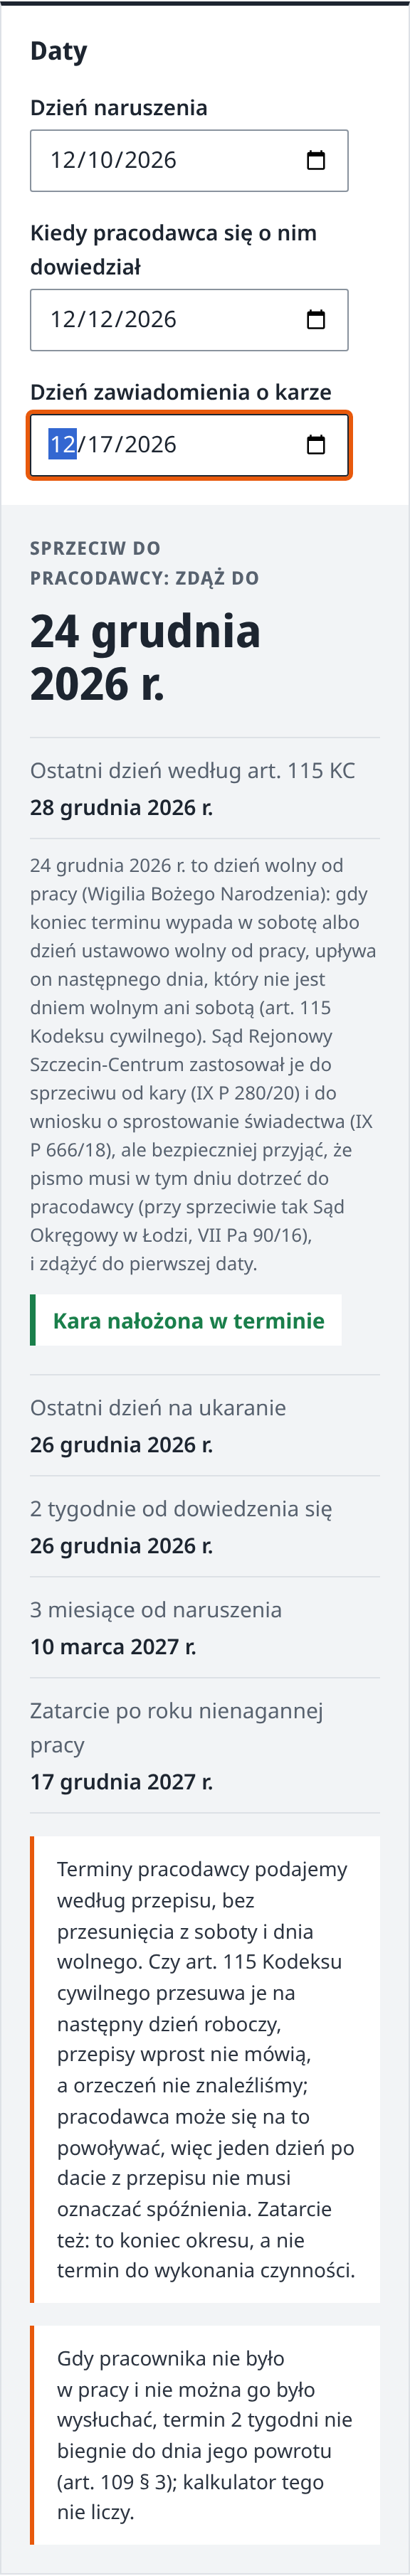 Daty
Dzień naruszenia
12/10/2026
Kiedy pracodawca się o nim
dowiedział
12/12/2026
Dzień zawiadomienia o karze
12/17/2026
SPRZECIW DO
PRACODAWCY: ZDĄŻ DO
24 grudnia
2026 r.
Ostatni dzień według art. 115 KC
28 grudnia 2026 r.
24 grudnia 2026 r. to dzień wolny od
pracy (Wigilia Bożego Narodzenia): gdy
koniec terminu wypada w sobotę albo
dzień ustawowo wolny od pracy, upływa
on następnego dnia, który nie jest
dniem wolnym ani sobotą (art. 115
Kodeksu cywilnego). Sąd Rejonowy
Szczecin-Centrum zastosował je do
sprzeciwu od kary (IX P 280/20) i do
wniosku o sprostowanie świadectwa (IX
P 666/18), ale bezpieczniej przyjąć, że
pismo musi w tym dniu dotrzeć do
pracodawcy (przy sprzeciwie tak Sąd
Okręgowy w Łodzi, VII Pa 90/16),
i zdążyć do pierwszej daty.
Kara nałożona w terminie
Ostatni dzień na ukaranie
26 grudnia 2026 r.
2 tygodnie od dowiedzenia się
26 grudnia 2026 r.
3 miesiące od naruszenia
10 marca 2027 r.
Zatarcie po roku nienagannej
pracy
17 grudnia 2027 r.
Terminy pracodawcy podajemy
według przepisu, bez
przesunięcia z soboty i dnia
wolnego. Czy art. 115 Kodeksu
cywilnego przesuwa je na
następny dzień roboczy,
przepisy wprost nie mówią,
a orzeczeń nie znaleźliśmy;
pracodawca może się na to
powoływać, więc jeden dzień po
dacie z przepisu nie musi
oznaczać spóźnienia. Zatarcie
też: to koniec okresu, a nie
termin do wykonania czynności.
Gdy pracownika nie było
w pracy i nie można go było
wysłuchać, termin 2 tygodni nie
biegnie do dnia jego powrotu
(art. 109 § 3); kalkulator tego
nie liczy.